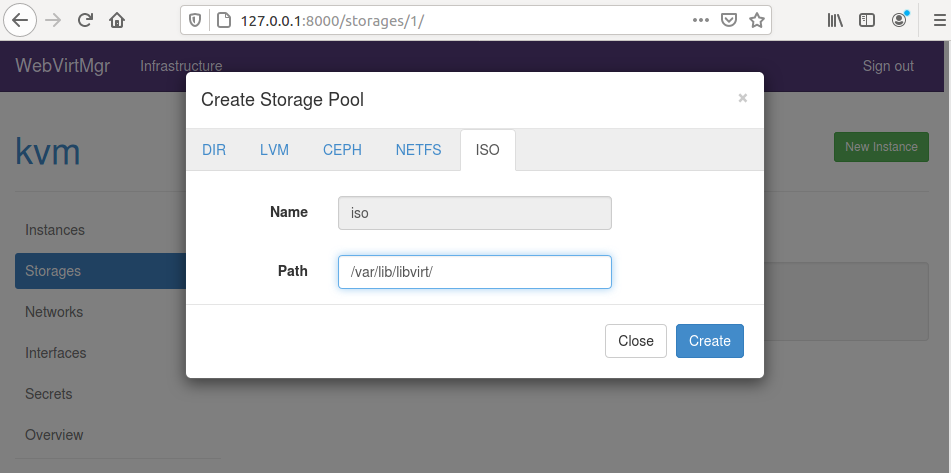 127.0.0.1:8000/storages/1/
WebVirtMgr Infrastructure Sign out
Create Storage Pool ×
DIR LVM CEPH NETFS ISO
kvm
New Instance
Name iso
Path /var/lib/libvirt/
Close Create
Instances
Storages
Networks
Interfaces
Secrets
Overview